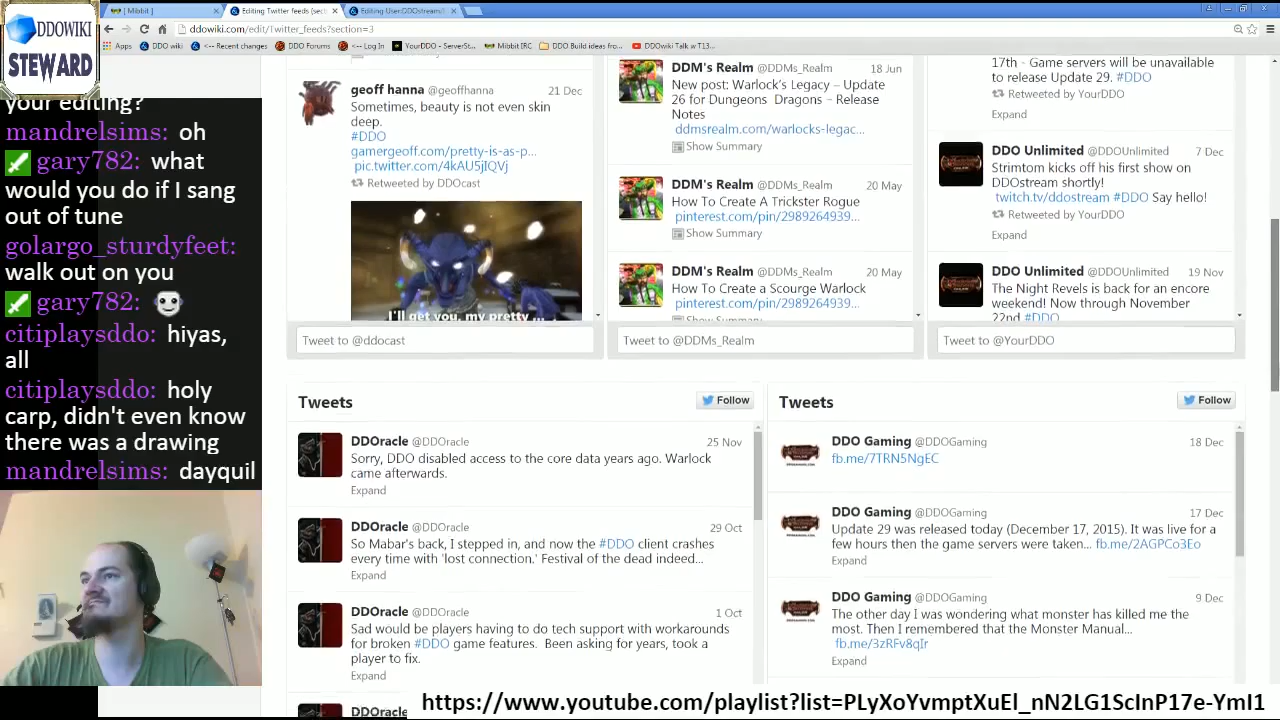 DDOWIKI
STEWARD
[ Mibbit ]
Editing Twitter feeds (sect
Editing User:DDOstream/B
ddowiki.com/edit/Twitter_feeds?section=3
Apps
DDO wiki
<-- Recent changes
DDO Forums
<-- Log In
YourDDO - ServerSt...
Mibbit IRC
DDO Build ideas fro...
DDOwiki Talk w T13...
your editing?
mandrelsims: oh
gary782: what
would you do if I sang
out of tune
golargo_sturdyfeet:
walk out on you
gary782:
citiplaysddo: hiyas,
all
citiplaysddo: holy
carp, didn't even know
there was a drawing
mandrelsims: dayquil
geoff hanna @geoffhanna 21 Dec
Sometimes, beauty is not even skin
deep.
#DDO
gamergeoff.com/pretty-is-as-p...
pic.twitter.com/4kAU5jIQVj
Retweeted by DDOcast
I'll get you, my pretty ...
Tweet to @ddocast
DDM's Realm @DDMs_Realm 18 Jun
New post: Warlock's Legacy – Update
26 for Dungeons Dragons – Release
Notes
ddmsrealm.com/warlocks-legac...
Show Summary
DDM's Realm @DDMs_Realm 20 May
How To Create A Trickster Rogue
pinterest.com/pin/2989264939...
Show Summary
DDM's Realm @DDMs_Realm 20 May
How To Create a Scourge Warlock
pinterest.com/pin/2989264939...
Show Summary
Tweet to @DDMs_Realm
17th - Game servers will be unavailable
to release Update 29. #DDO
Retweeted by YourDDO
Expand
DDO Unlimited @DDOUnlimited 7 Dec
Strimtom kicks off his first show on
DDOstream shortly!
twitch.tv/ddostream #DDO Say hello!
Retweeted by YourDDO
Expand
DDO Unlimited @DDOUnlimited 19 Nov
The Night Revels is back for an encore
weekend! Now through November
22nd #DDO
Tweet to @YourDDO
Tweets
Follow
DDOracle @DDOracle 25 Nov
Sorry, DDO disabled access to the core data years ago. Warlock
came afterwards.
Expand
DDOracle @DDOracle 29 Oct
So Mabar's back, I stepped in, and now the #DDO client crashes
every time with 'lost connection.' Festival of the dead indeed...
Expand
DDOracle @DDOracle 1 Oct
Sad would be players having to do tech support with workarounds
for broken #DDO game features. Been asking for years, took a
player to fix.
Expand
DDOracle
Tweets
Follow
DDO Gaming @DDOGaming 18 Dec
fb.me/7TRN5NgEC
DDO Gaming @DDOGaming 17 Dec
Update 29 was released today (December 17, 2015). It was live for a
few hours then the game servers were taken... fb.me/2AGPCo3Eo
Expand
DDO Gaming @DDOGaming 9 Dec
The other day I was wondering what monster has killed me the
most. Then I remembered that the Monster Manual...
fb.me/3zRFv8qIr
Expand
https://www.youtube.com/playlist?list=PLyXoYvmptXuEl_nN2LG1ScInP17e-YmI1